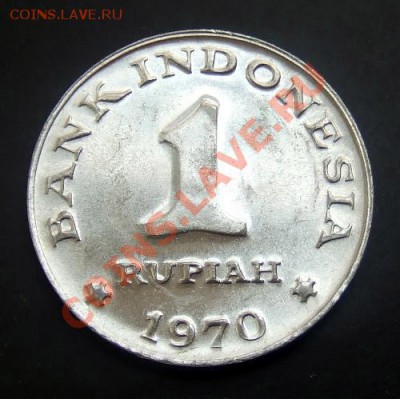 COINS.LAVE.RU
BANK INDONESIA
1
RUPIAH
1970
COINS.LAVE.RU